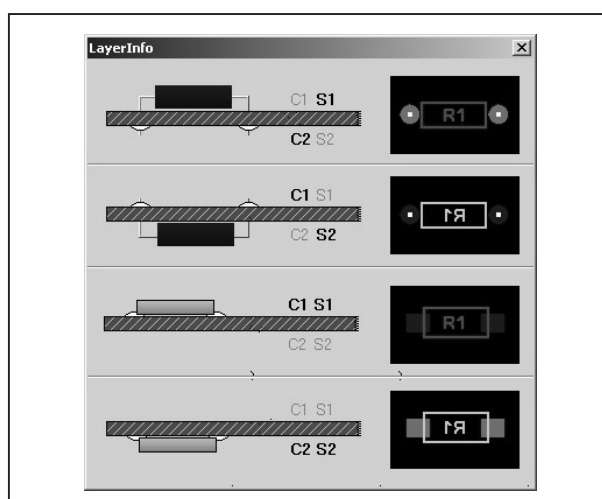 LayerInfo
C1 S1
R1
C2 S2
C1 S1
R1
C2 S2
C1 S1
R1
C2 S2
C1 S1
R1
C2 S2